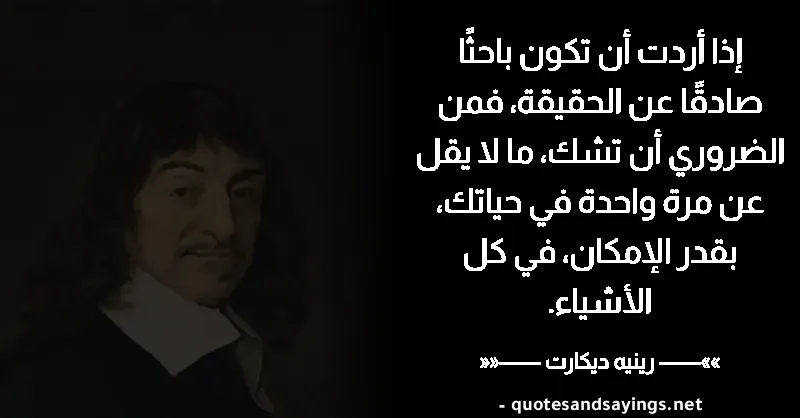 إذا أردت أن تكون باحثًا
صادقًا عن الحقيقة، فمن
الضروري أن تشك، ما لا يقل
عن مرة واحدة في حياتك،
بقدر الإمكان، في كل
الأشياء.
»»—— رينيه ديكارت ——««
- quotesandsayings.net